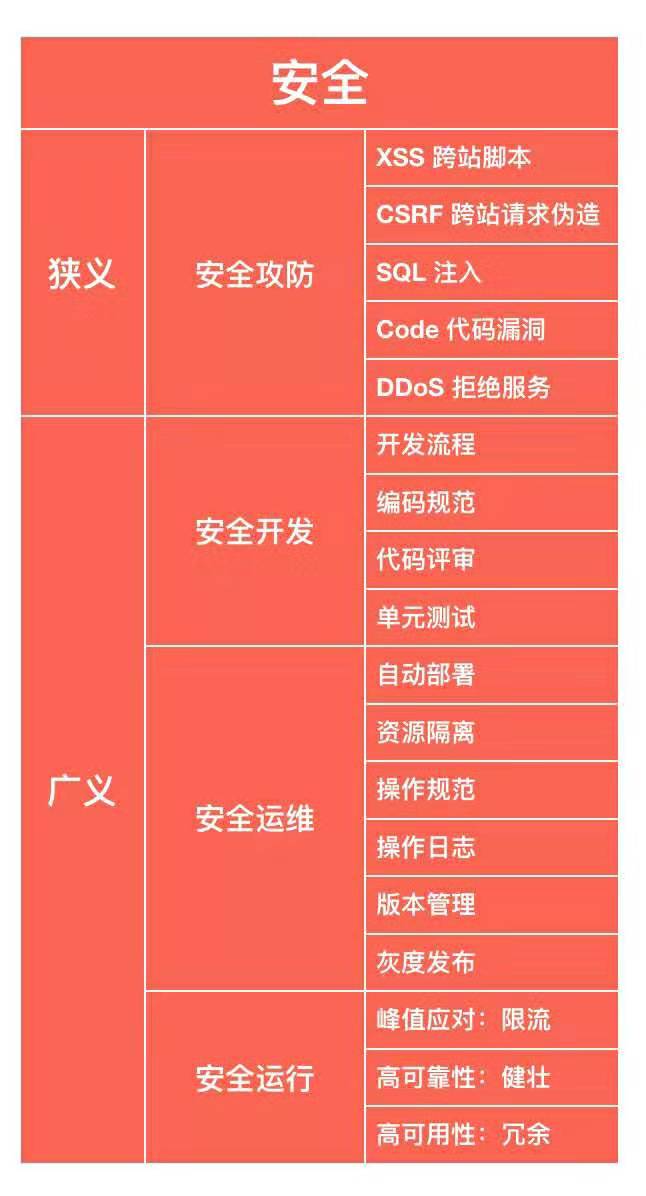 安全
狭义
安全攻防
XSS 跨站脚本
CSRF 跨站请求伪造
SQL 注入
Code 代码漏洞
DDoS 拒绝服务
广义
安全开发
开发流程
编码规范
代码评审
单元测试
安全运维
自动部署
资源隔离
操作规范
操作日志
版本管理
灰度发布
安全运行
峰值应对：限流
高可靠性：健壮
高可用性：冗余